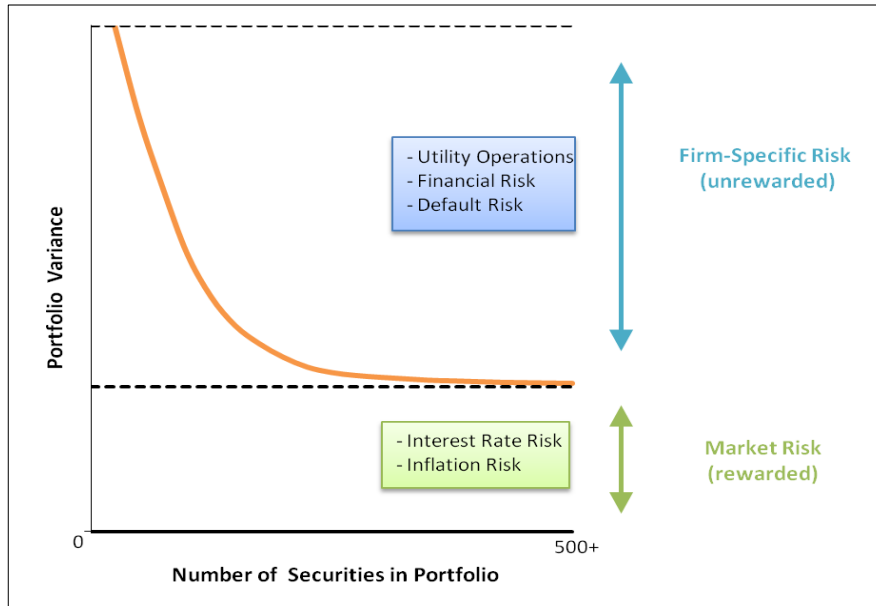 - Utility Operations
- Financial Risk
- Default Risk
Firm-Specific Risk
(unrewarded)
Portfolio Variance
- Interest Rate Risk
- Inflation Risk
Market Risk
(rewarded)
0
500+
Number of Securities in Portfolio